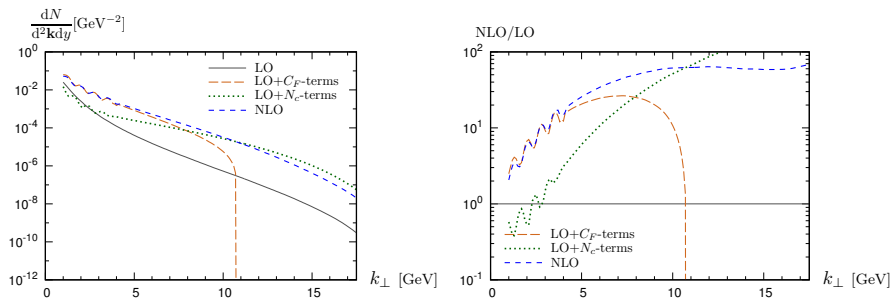 dN
d²kdy [GeV⁻²]
10⁰
10⁻²
10⁻⁴
10⁻⁶
10⁻⁸
10⁻¹⁰
10⁻¹²
LO
LO+C_F-terms
LO+N_c-terms
NLO
0 5 10 15
k⊥ [GeV]
NLO/LO
10²
10¹
10⁰
10⁻¹
LO+C_F-terms
LO+N_c-terms
NLO
0 5 10 15
k⊥ [GeV]